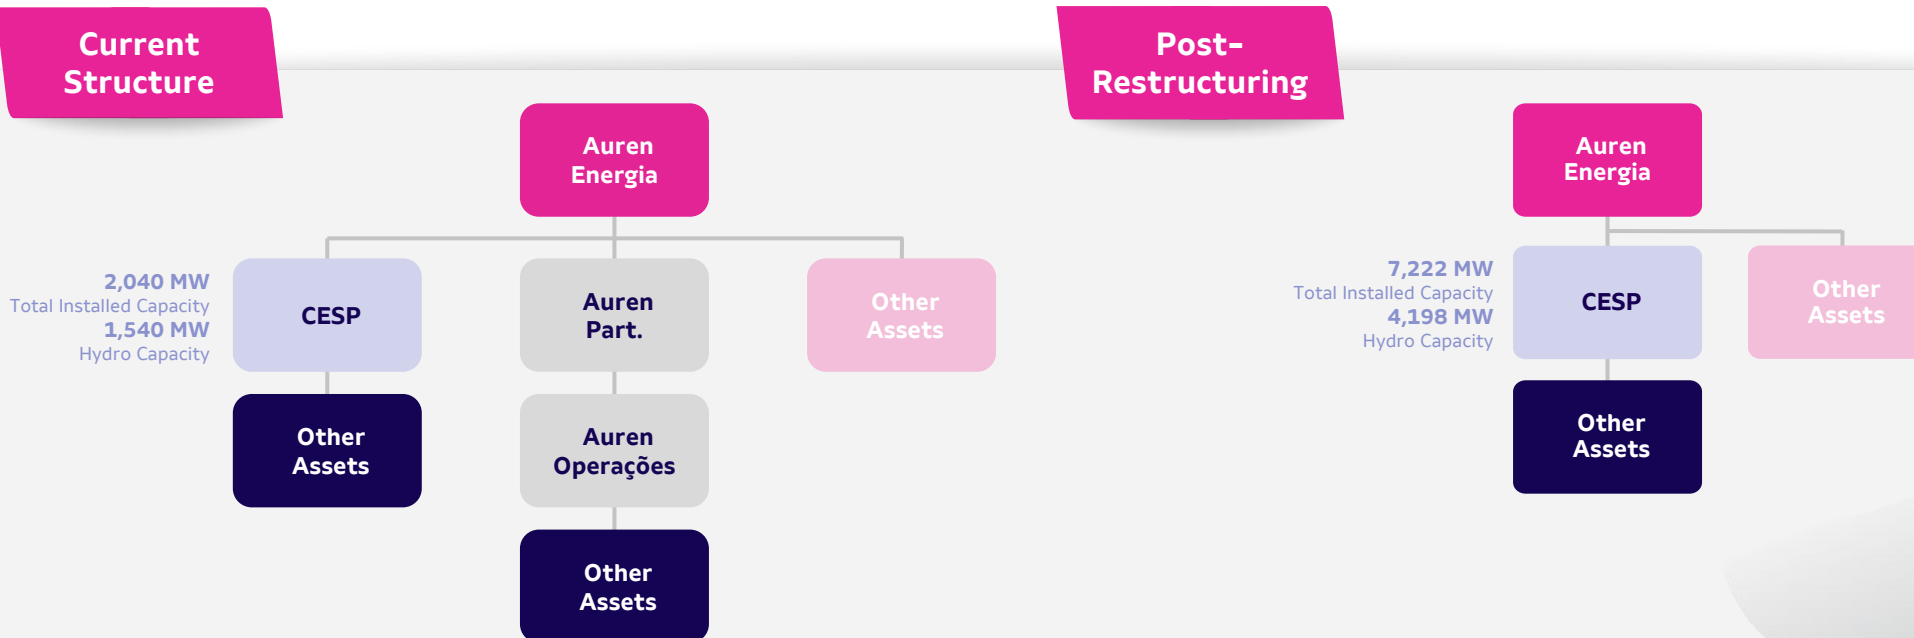 Current
Structure
Auren
Energia
2,040 MW
Total Installed Capacity
1,540 MW
Hydro Capacity
CESP
Auren
Part.
Other
Assets
Other
Assets
Auren
Operações
Other
Assets
Post-
Restructuring
Auren
Energia
7,222 MW
Total Installed Capacity
4,198 MW
Hydro Capacity
CESP
Other
Assets
Other
Assets